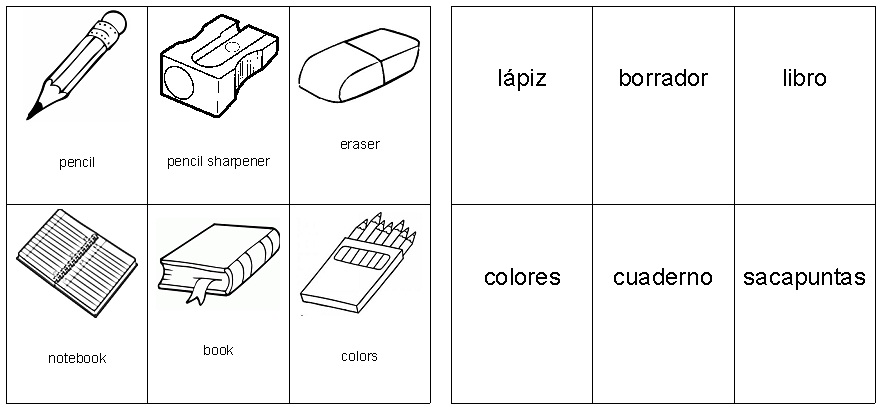 pencil
pencil sharpener
eraser
notebook
book
colors
lápiz
borrador
libro
colores
cuaderno
sacapuntas